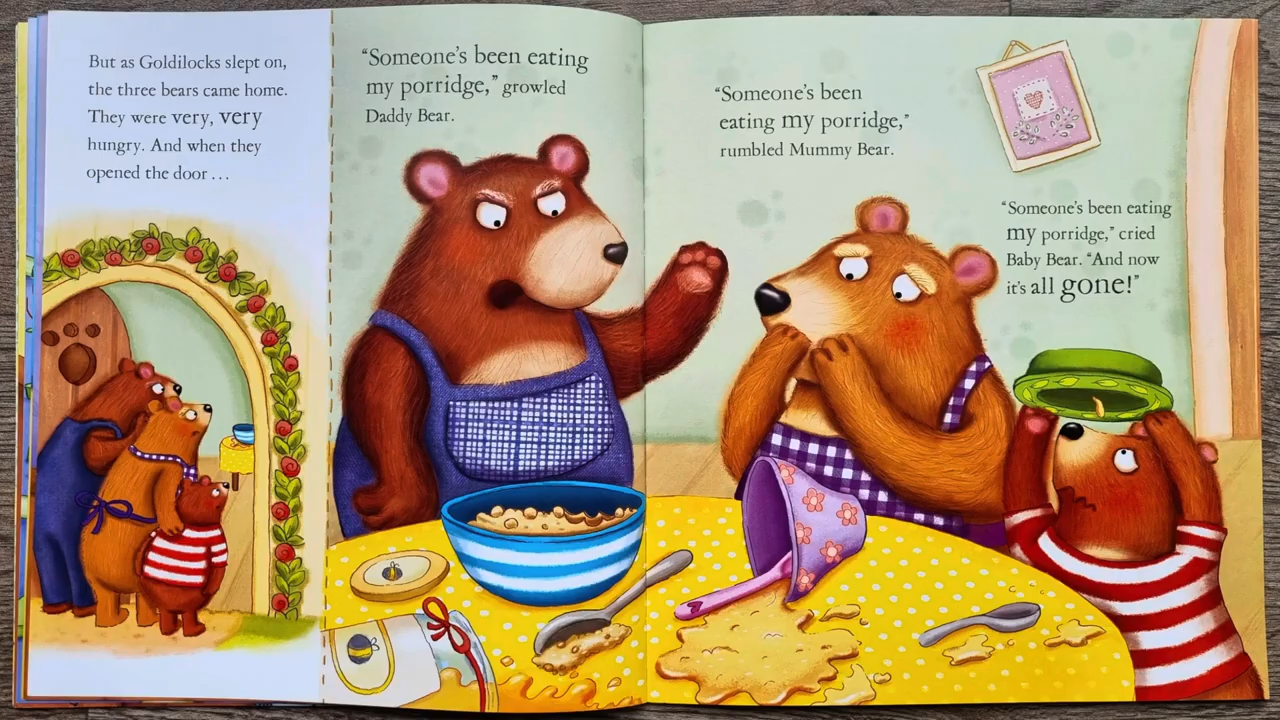 But as Goldilocks slept on,
the three bears came home.
They were very, very
hungry. And when they
opened the door...
“Someone’s been eating
my porridge,” growled
Daddy Bear.
“Someone’s been
eating my porridge,”
rumbled Mummy Bear.
“Someone’s been eating
my porridge,” cried
Baby Bear. “And now
it’s all gone!”